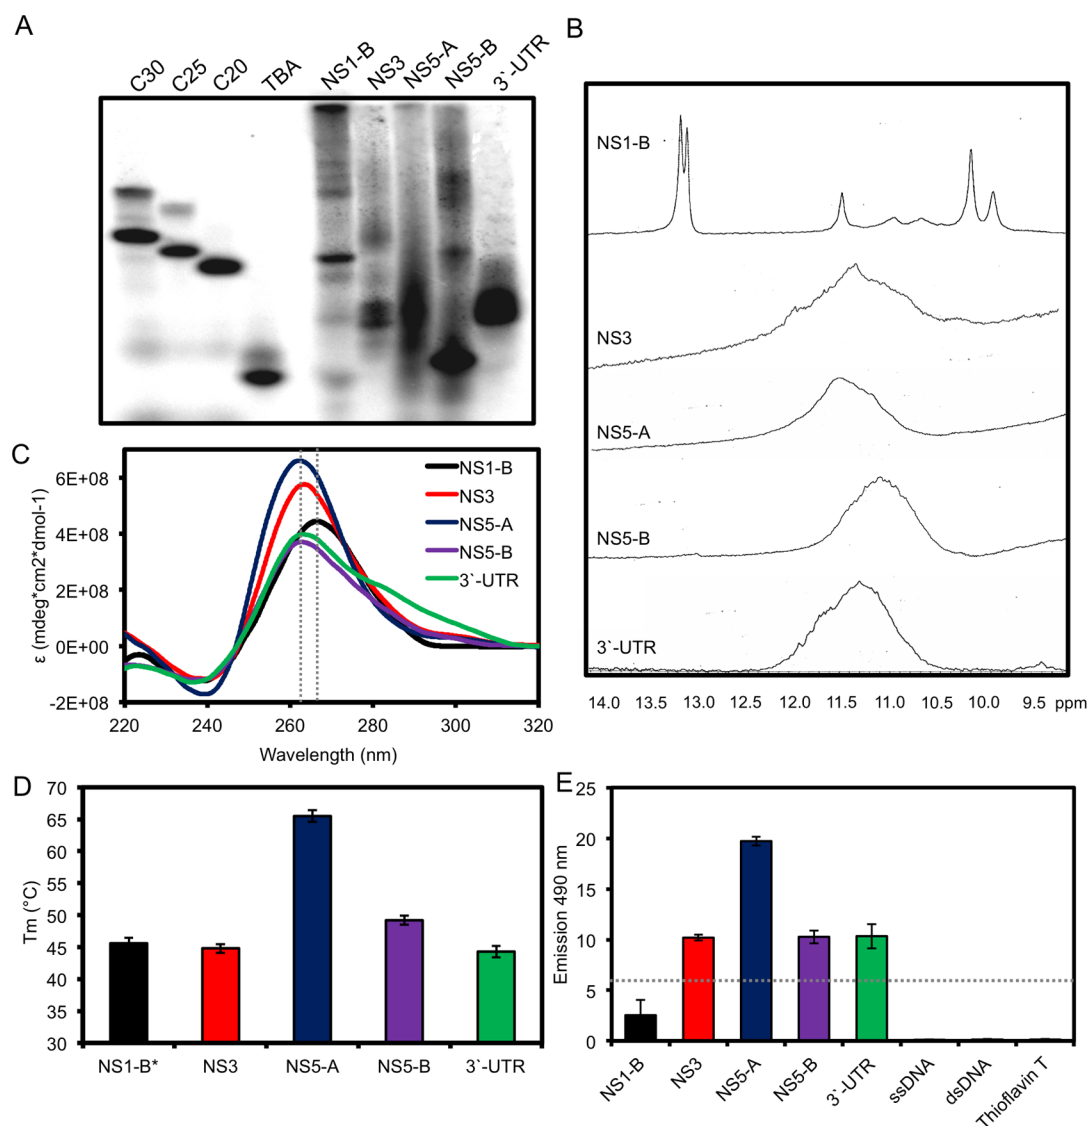 A
C30 C25 C20 TBA NS1-B NS3 NS5-A NS5-B 3`-UTR
B
NS1-B
NS3
NS5-A
NS5-B
3`-UTR
14.0 13.5 13.0 12.5 12.0 11.5 11.0 10.5 10.0 9.5 ppm
C
ε (mdeg*cm2*dmol-1)
6E+08
4E+08
2E+08
0E+00
-2E+08
NS1-B
NS3
NS5-A
NS5-B
3`-UTR
220 240 260 280 300 320
Wavelength (nm)
D
Tm (°C)
70
65
60
55
50
45
40
35
30
NS1-B* NS3 NS5-A NS5-B 3`-UTR
E
Emission 490 nm
25
20
15
10
5
0
NS1-B NS3 NS5-A NS5-B 3`-UTR ssDNA dsDNA Thioflavin T